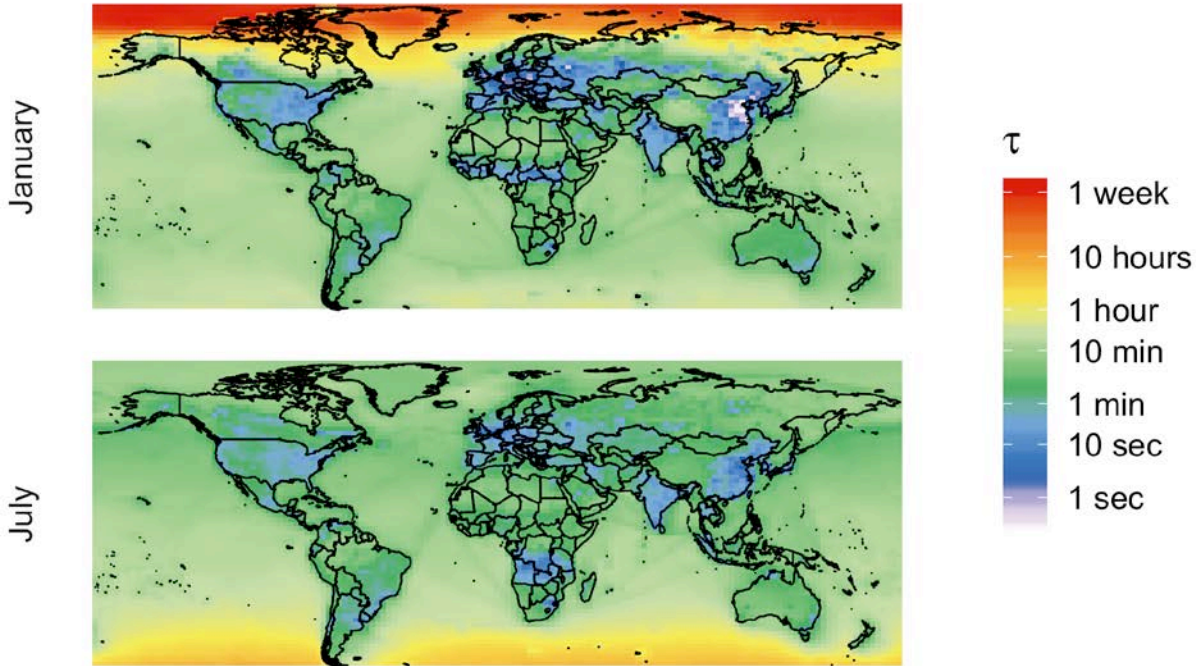 January
July
τ
1 week
10 hours
1 hour
10 min
1 min
10 sec
1 sec